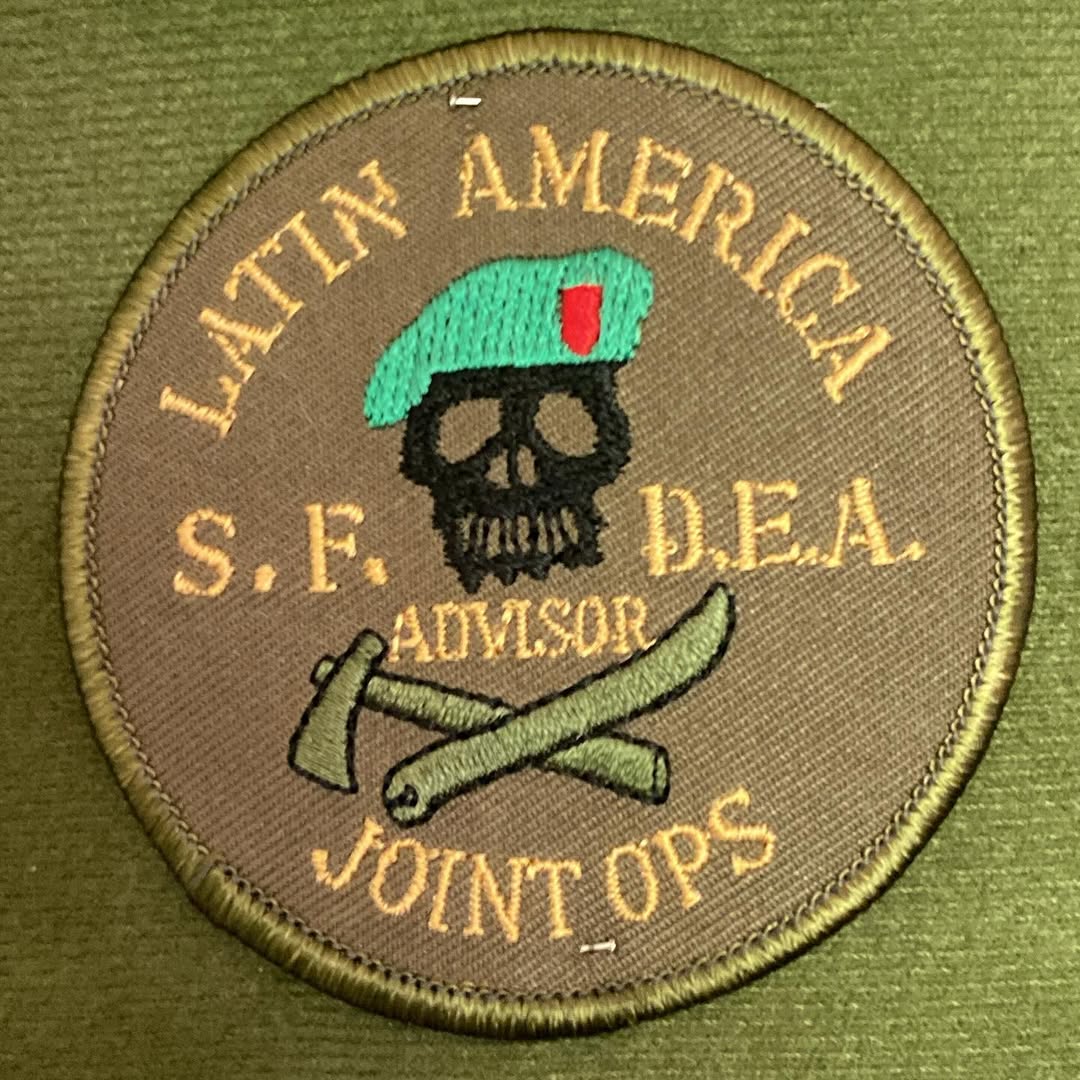 LATIN AMERICA
S. F. D.E.A.
ADVISOR
JOINT OPS